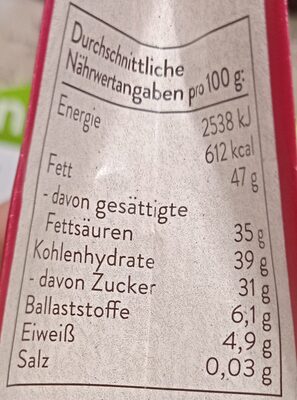 Durchschnittliche
Nährwertangaben pro 100 g:
Energie 2538 kJ
612 kcal
Fett 47 g
- davon gesättigte
Fettsäuren 35 g
Kohlenhydrate 39 g
- davon Zucker 31 g
Ballaststoffe 6,1 g
Eiweiß 4,9 g
Salz 0,03 g